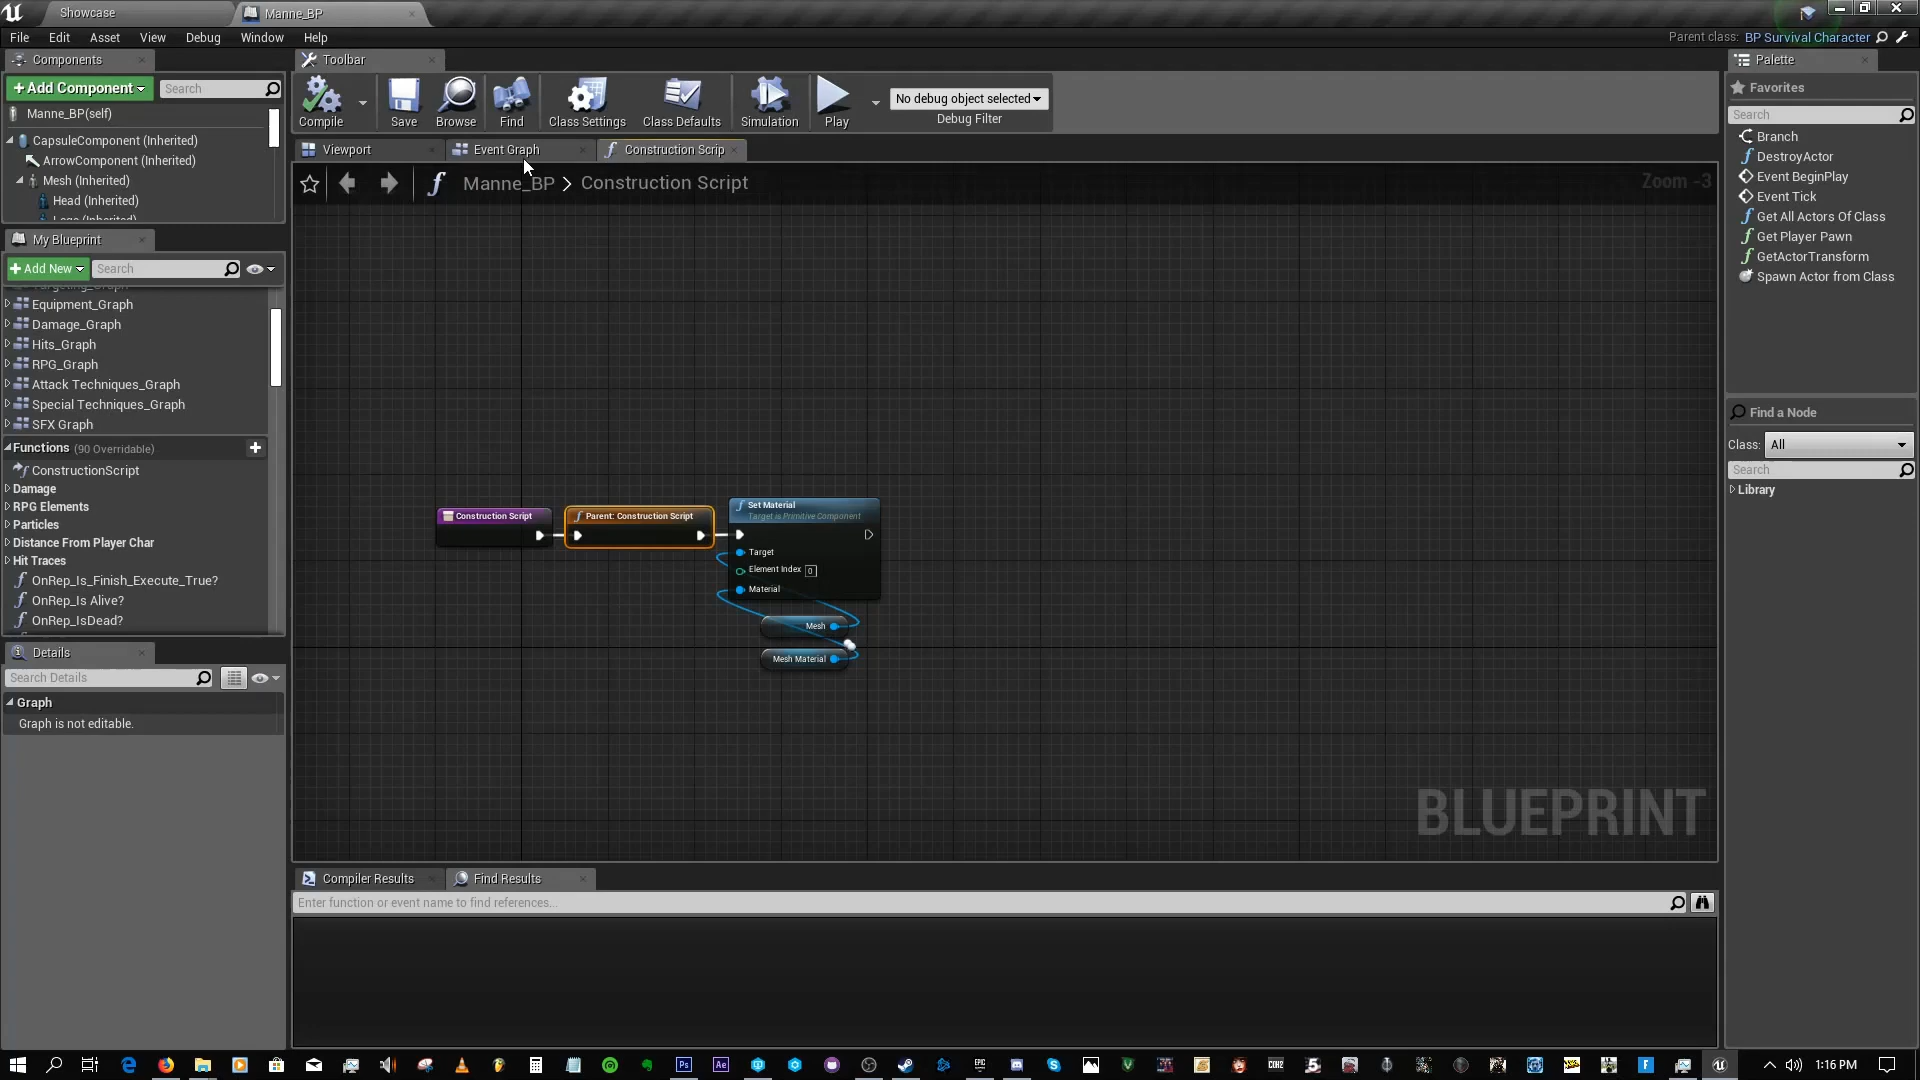 Showcase
Manne_BP
File Edit Asset View Debug Window Help
Parent class: BP Survival Character
Components
Toolbar
Palette
Add Component
Search
Compile
Save
Browse
Find
Class Settings
Class Defaults
Simulation
Play
No debug object selected
Debug Filter
Favorites
Search
Manne_BP(self)
CapsuleComponent (Inherited)
ArrowComponent (Inherited)
Mesh (Inherited)
Head (Inherited)
Legs (Inherited)
Branch
DestroyActor
Event BeginPlay
Event Tick
Get All Actors Of Class
Get Player Pawn
GetActorTransform
Spawn Actor from Class
Viewport
Event Graph
Construction Scrip
Manne_BP > Construction Script
Zoom -3
My Blueprint
Add New
Search
Targeting_Graph
Equipment_Graph
Damage_Graph
Hits_Graph
RPG_Graph
Attack Techniques_Graph
Special Techniques_Graph
SFX Graph
Functions (90 Overridable)
ConstructionScript
Damage
RPG Elements
Particles
Distance From Player Char
Hit Traces
OnRep_Is_Finish_Execute_True?
OnRep_Is Alive?
OnRep_IsDead?
Find a Node
Class: All
Search
Library
Construction Script
Parent: Construction Script
Set Material
Target is Primitive Component
Target
Element Index 0
Material
Mesh
Mesh Material
BLUEPRINT
Details
Search Details
Graph
Graph is not editable.
Compiler Results
Find Results
Enter function or event name to find references...
1:16 PM